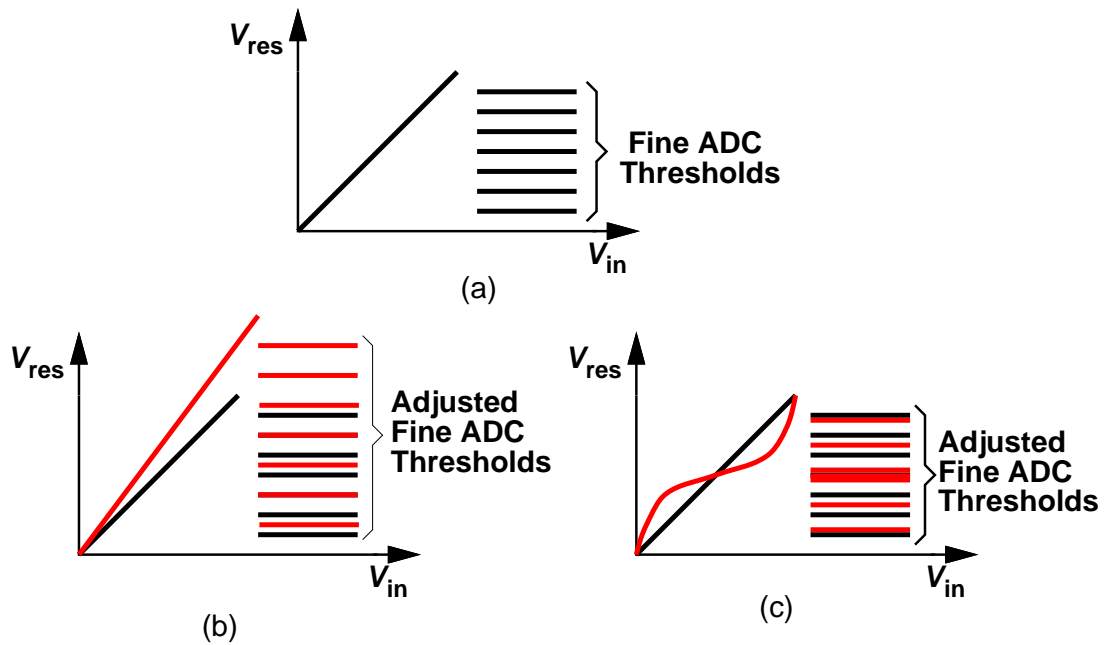 Vres
Fine ADC
Thresholds
Vin
(a)
Vres
Adjusted
Fine ADC
Thresholds
Vin
(b)
Vres
Adjusted
Fine ADC
Thresholds
Vin
(c)